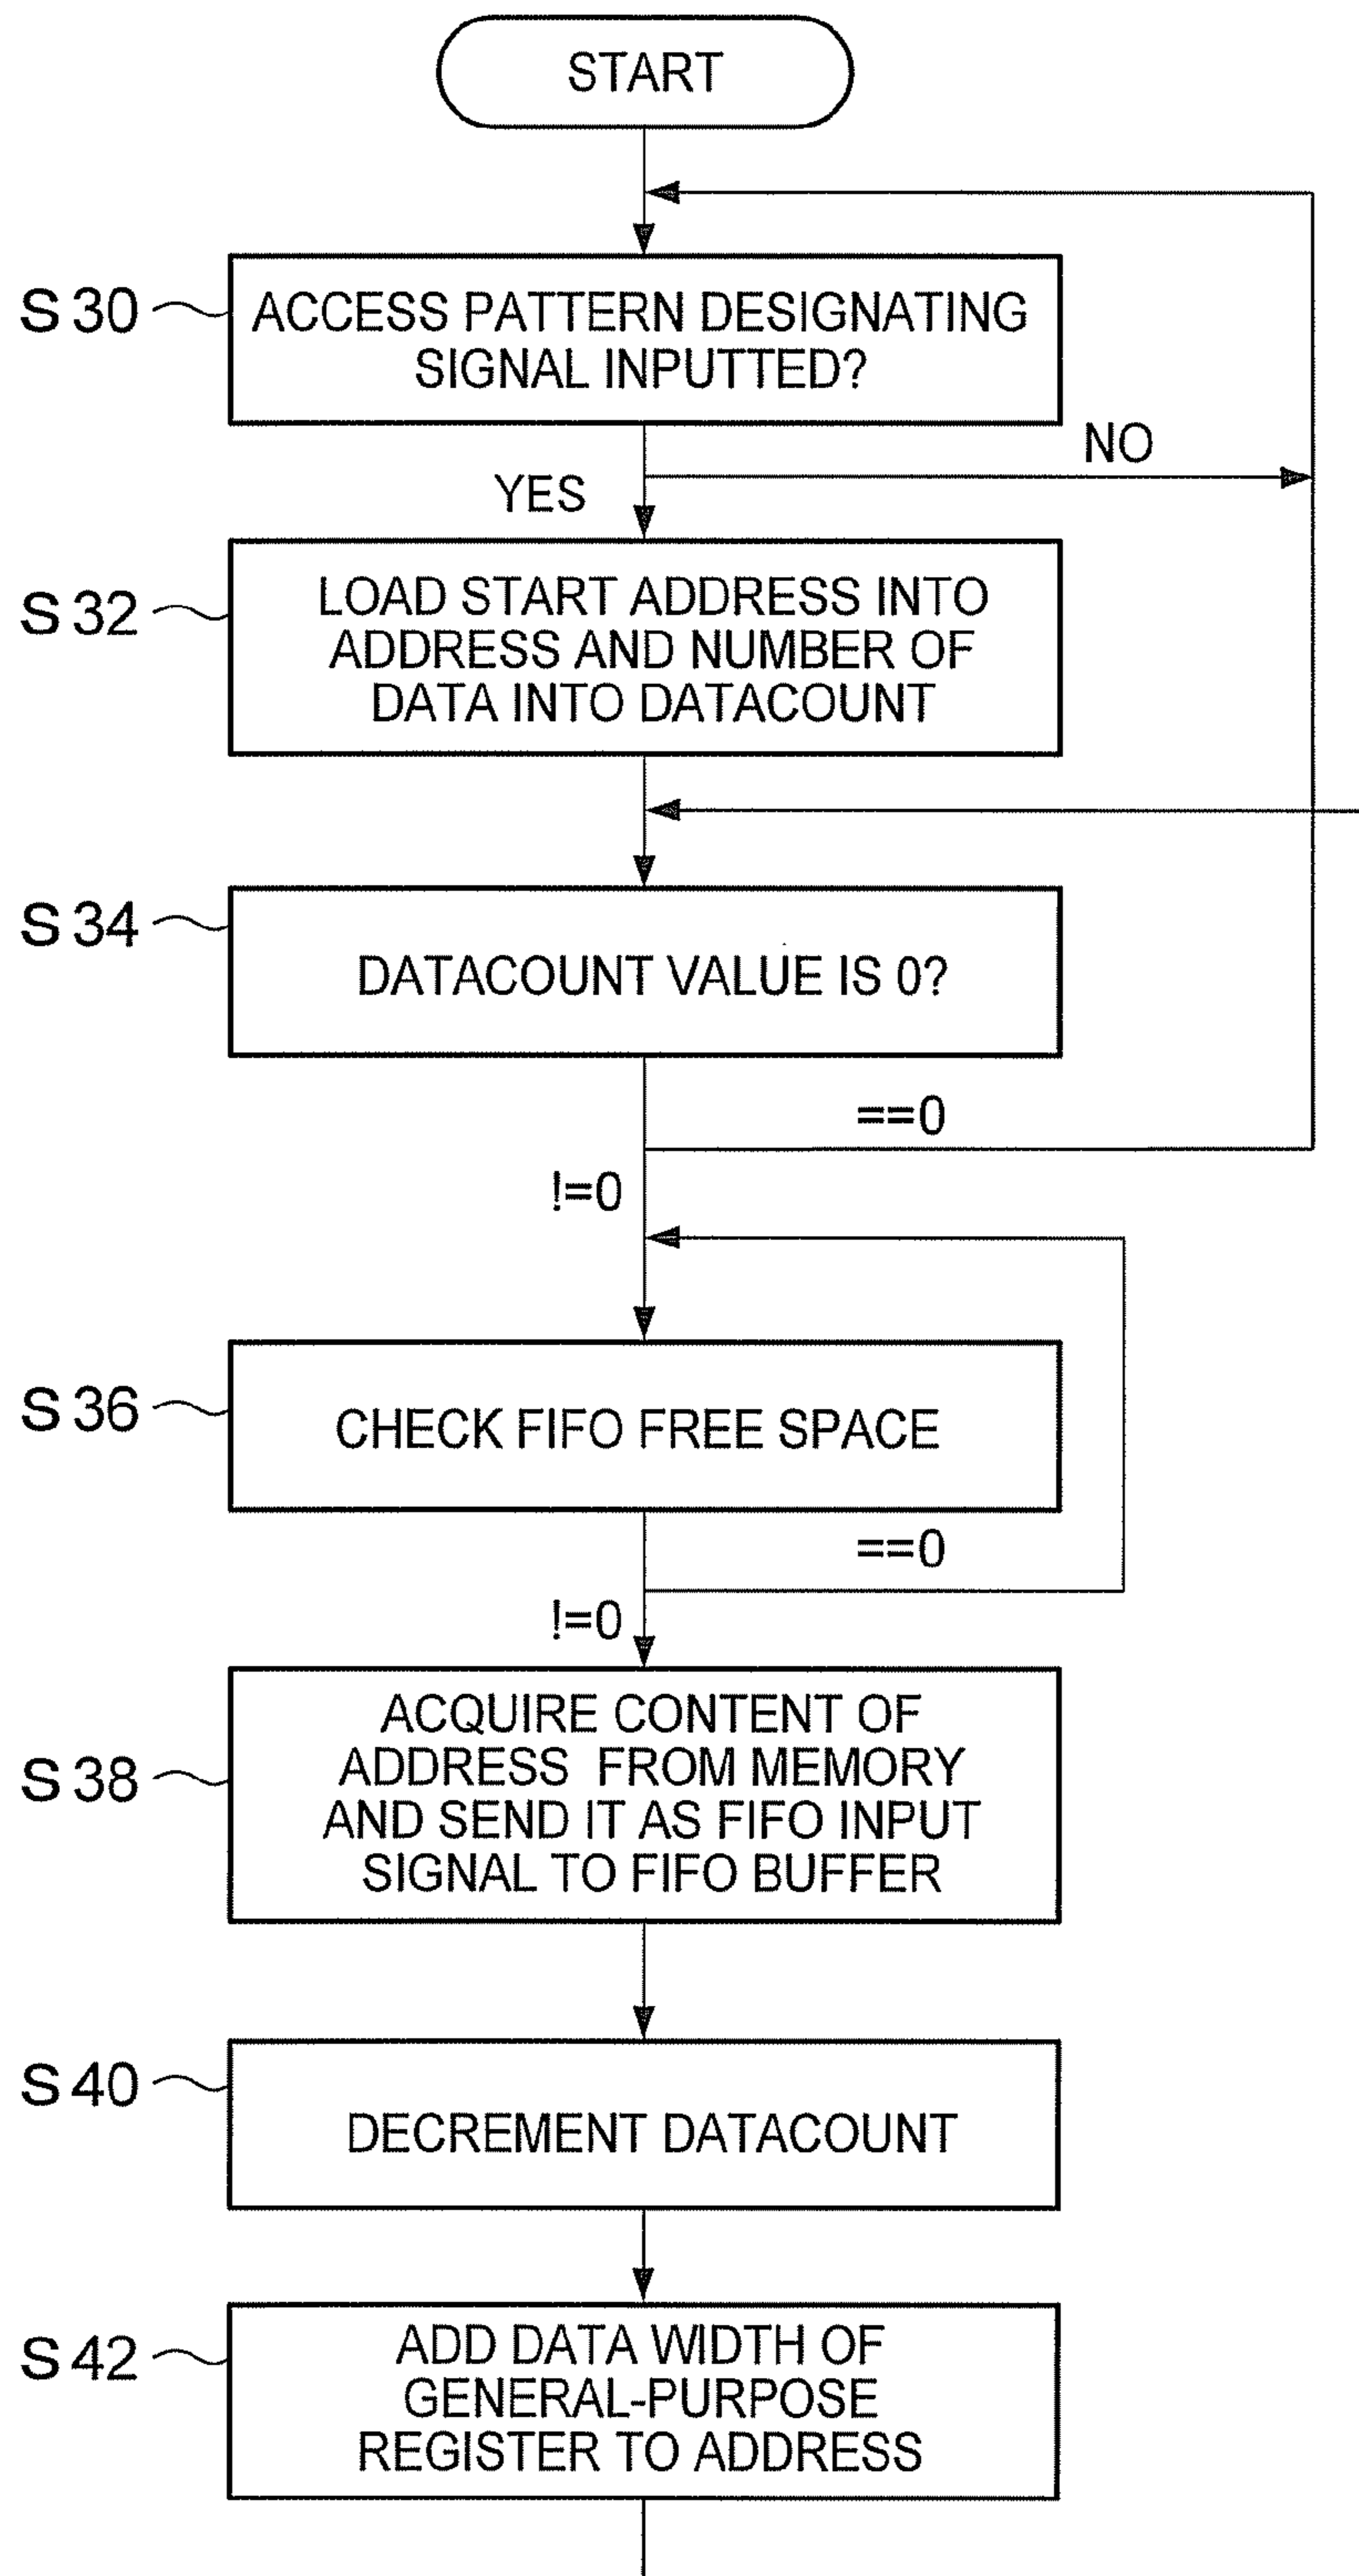 START
S 30
ACCESS PATTERN DESIGNATING
SIGNAL INPUTTED?
NO
YES
S 32
LOAD START ADDRESS INTO
ADDRESS AND NUMBER OF
DATA INTO DATACOUNT
S 34
DATACOUNT VALUE IS 0?
==0
!=0
S 36
CHECK FIFO FREE SPACE
==0
!=0
S 38
ACQUIRE CONTENT OF
ADDRESS FROM MEMORY
AND SEND IT AS FIFO INPUT
SIGNAL TO FIFO BUFFER
S 40
DECREMENT DATACOUNT
S 42
ADD DATA WIDTH OF
GENERAL-PURPOSE
REGISTER TO ADDRESS